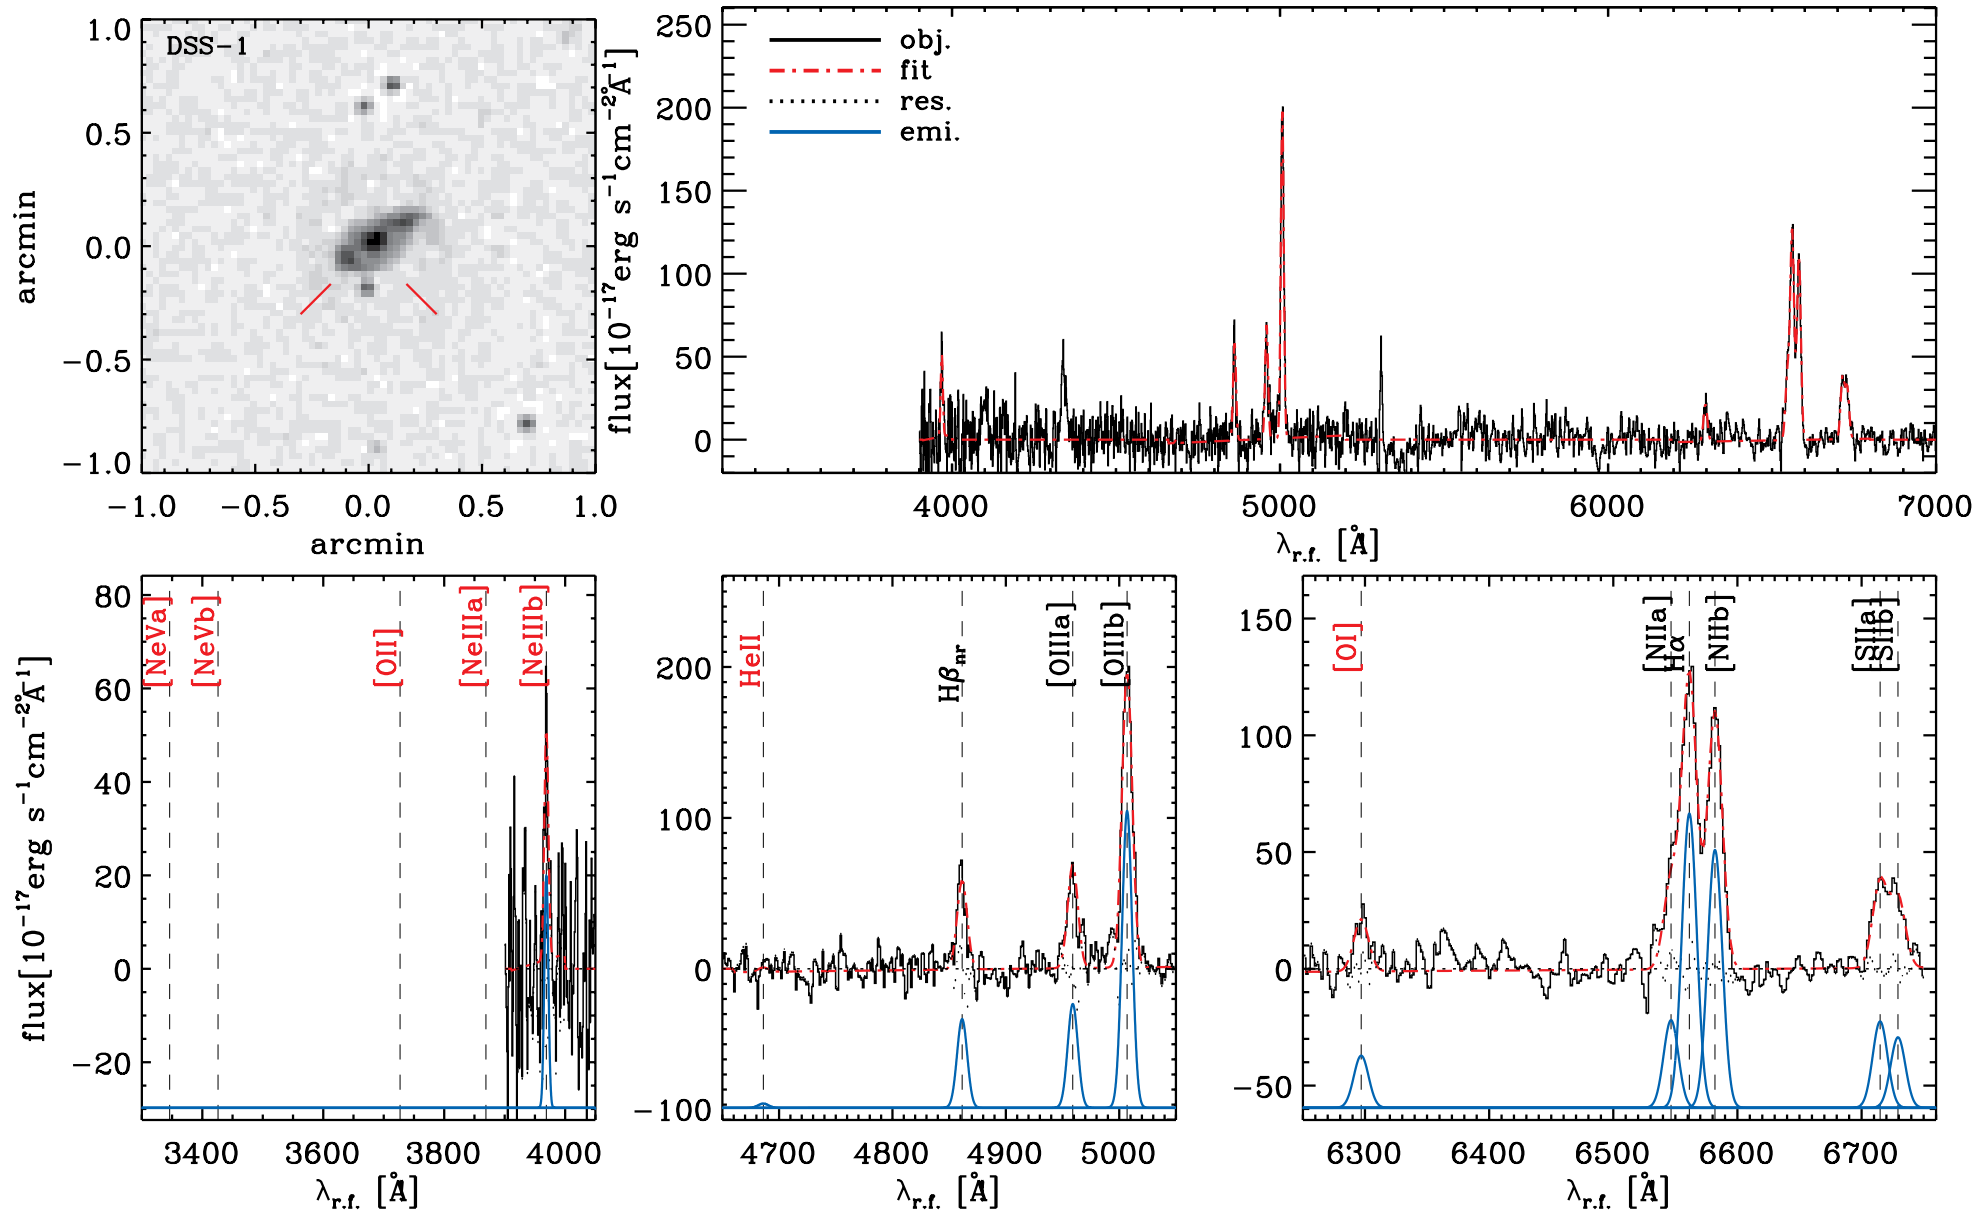 DSS-1
1.0
0.5
0.0
-0.5
-1.0
arcmin
-1.0 -0.5 0.0 0.5 1.0
arcmin
flux[10⁻¹⁷erg s⁻¹cm⁻²Å⁻¹]
250
200
150
100
50
0
obj.
fit
res.
emi.
4000 5000 6000 7000
λr.f. [Å]
flux[10⁻¹⁷erg s⁻¹cm⁻²Å⁻¹]
80
60
40
20
0
-20
[NeVa]
[NeVb]
[OII]
[NeIIIa]
[NeIIIb]
3400 3600 3800 4000
λr.f. [Å]
200
100
0
-100
HeII
Hβnr
[OIIIa]
[OIIIb]
4700 4800 4900 5000
λr.f. [Å]
150
100
50
0
-50
[OI]
[NIIa]
Hα
[NIIb]
[SIIa]
[SIIb]
6300 6400 6500 6600 6700
λr.f. [Å]